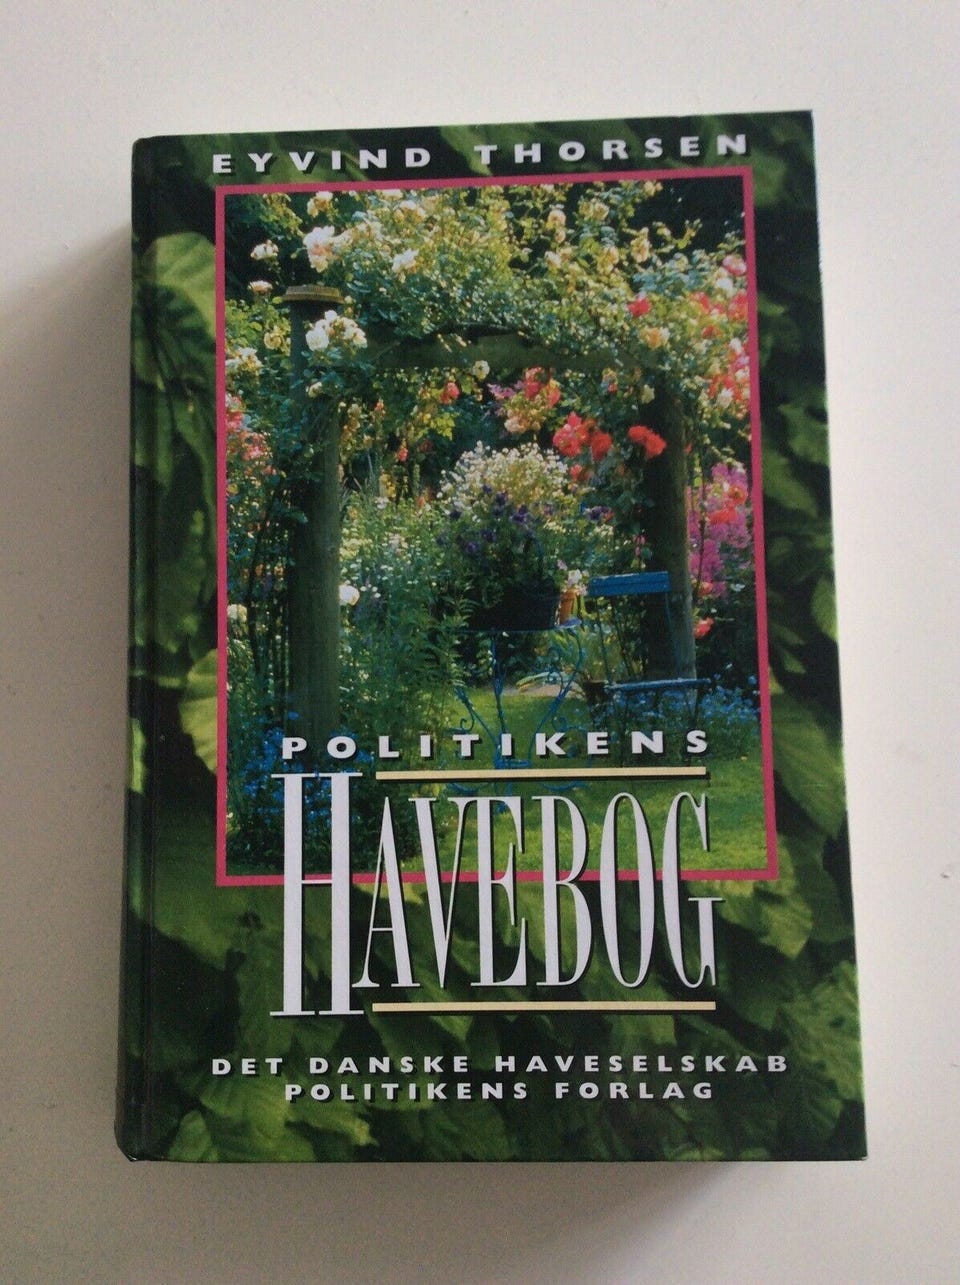 EYVIND THORSEN
POLITIKENS
HAVEBOG
DET DANSKE HAVESELSKAB
POLITIKENS FORLAG